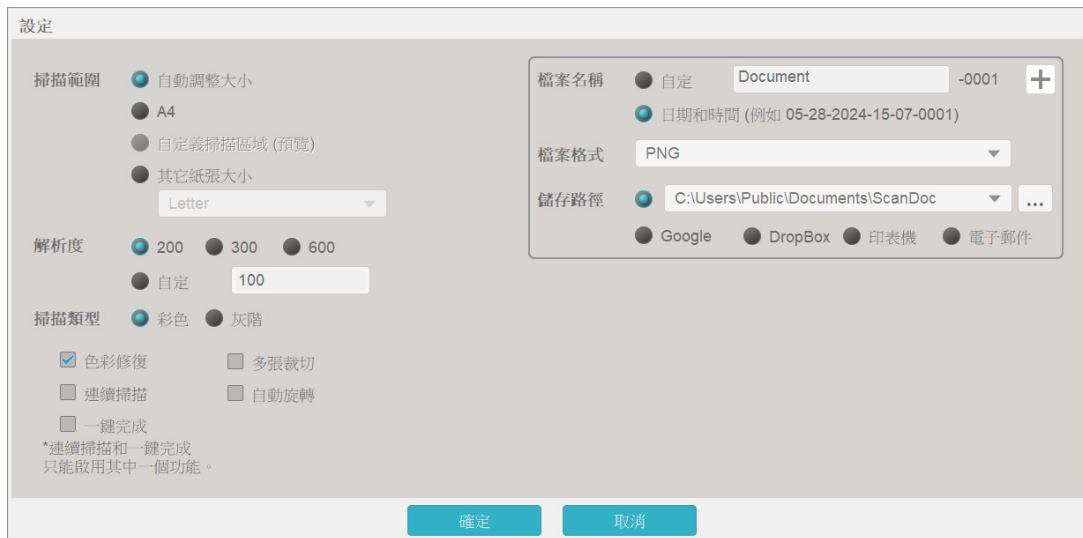 設定
掃描範圍 自動調整大小
A4
自定義掃描區域 (預覽)
其它紙張大小
Letter
解析度 200 300 600
自定 100
掃描類型 彩色 灰階
色彩修復 多張裁切
連續掃描 自動旋轉
一鍵完成
*連續掃描和一鍵完成
只能啟用其中一個功能。
檔案名稱 自定 Document -0001 +
日期和時間 (例如 05-28-2024-15-07-0001)
檔案格式 PNG
儲存路徑 C:\Users\Public\Documents\ScanDoc ...
Google DropBox 印表機 電子郵件
確定 取消